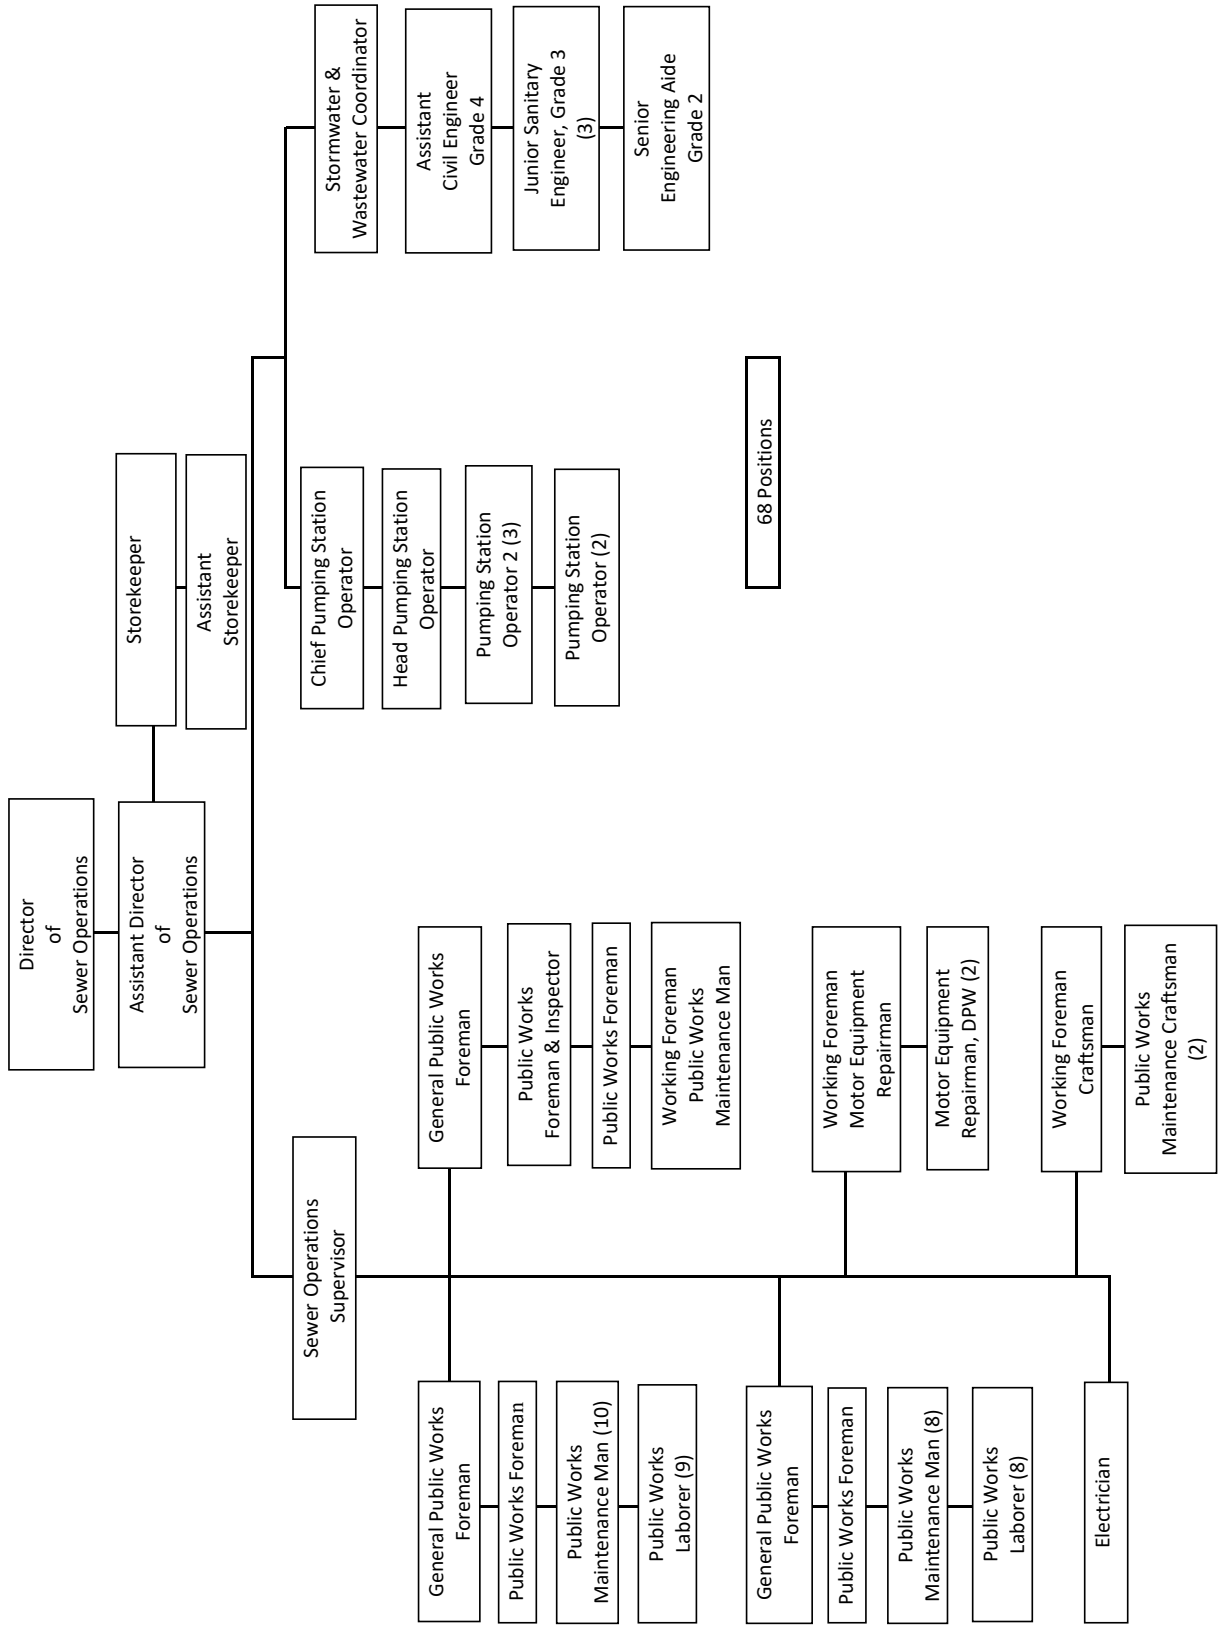 Director
of
Sewer Operations
Assistant Director
of
Sewer Operations
Storekeeper
Assistant
Storekeeper
Sewer Operations
Supervisor
General Public Works
Foreman
Public Works Foreman
Public Works
Maintenance Man (10)
Public Works
Laborer (9)
General Public Works
Foreman
Public Works Foreman
Public Works
Maintenance Man (8)
Public Works
Laborer (8)
Electrician
General Public Works
Foreman
Public Works
Foreman & Inspector
Public Works Foreman
Working Foreman
Public Works
Maintenance Man
Working Foreman
Motor Equipment
Repairman
Motor Equipment
Repairman, DPW (2)
Working Foreman
Craftsman
Public Works
Maintenance Craftsman
(2)
Chief Pumping Station
Operator
Head Pumping Station
Operator
Pumping Station
Operator 2 (3)
Pumping Station
Operator (2)
Stormwater &
Wastewater Coordinator
Assistant
Civil Engineer
Grade 4
Junior Sanitary
Engineer, Grade 3
(3)
Senior
Engineering Aide
Grade 2
68 Positions